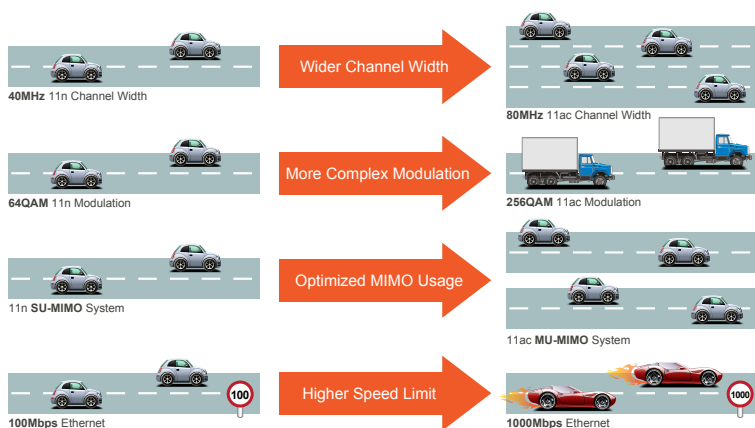 Wider Channel Width
40MHz 11n Channel Width
80MHz 11ac Channel Width
More Complex Modulation
64QAM 11n Modulation
256QAM 11ac Modulation
Optimized MIMO Usage
11n SU-MIMO System
11ac MU-MIMO System
Higher Speed Limit
100
1000
100Mbps Ethernet
1000Mbps Ethernet